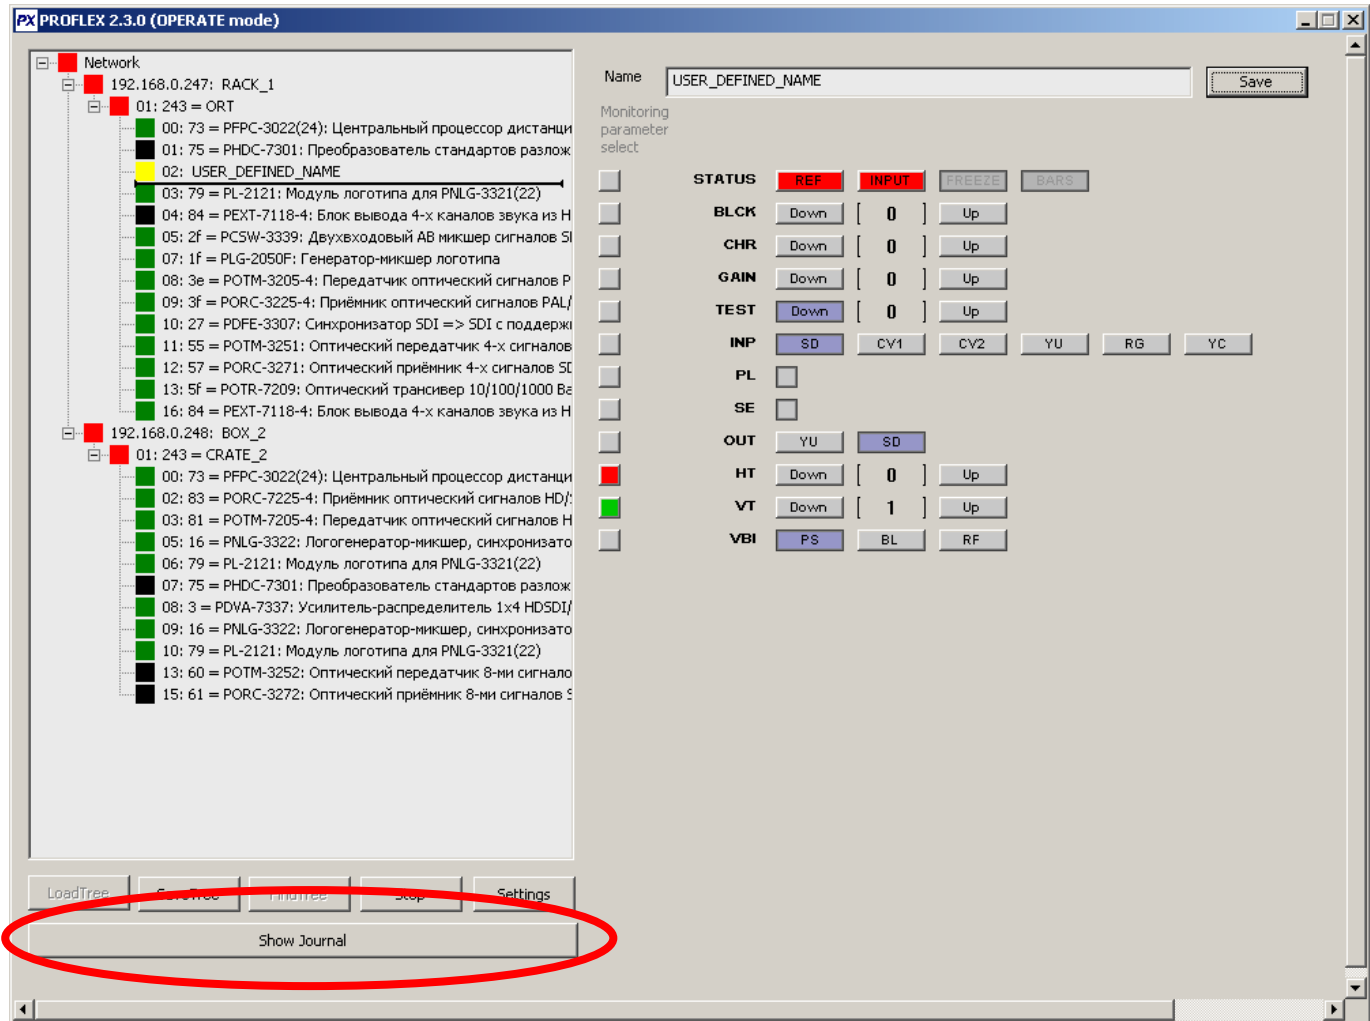 PX PROFLEX 2.3.0 (OPERATE mode)
Network
192.168.0.247: RACK_1
01: 243 = ORT
00: 73 = PFPC-3022(24): Центральный процессор дистанци
01: 75 = PHDC-7301: Преобразователь стандартов разлож
02: USER_DEFINED_NAME
03: 79 = PL-2121: Модуль логотипа для PNLG-3321(22)
04: 84 = PEXT-7118-4: Блок вывода 4-х каналов звука из H
05: 2f = PCSW-3339: Двухвходовый АВ микшер сигналов SI
07: 1f = PLG-2050F: Генератор-микшер логотипа
08: 3e = POTM-3205-4: Передатчик оптический сигналов P
09: 3f = PORC-3225-4: Приёмник оптический сигналов PAL/
10: 27 = PDFE-3307: Синхронизатор SDI => SDI с поддержк
11: 55 = POTM-3251: Оптический передатчик 4-х сигналов
12: 57 = PORC-3271: Оптический приёмник 4-х сигналов SD
13: 5f = POTR-7209: Оптический трансивер 10/100/1000 Ba
16: 84 = PEXT-7118-4: Блок вывода 4-х каналов звука из H
192.168.0.248: BOX_2
01: 243 = CRATE_2
00: 73 = PFPC-3022(24): Центральный процессор дистанци
02: 83 = PORC-7225-4: Приёмник оптический сигналов HD/
03: 81 = POTM-7205-4: Передатчик оптический сигналов H
05: 16 = PNLG-3322: Логогенератор-микшер, синхронизато
06: 79 = PL-2121: Модуль логотипа для PNLG-3321(22)
07: 75 = PHDC-7301: Преобразователь стандартов разлож
08: 3 = PDVA-7337: Усилитель-распределитель 1x4 HDSDI/
09: 16 = PNLG-3322: Логогенератор-микшер, синхронизато
10: 79 = PL-2121: Модуль логотипа для PNLG-3321(22)
13: 60 = POTM-3252: Оптический передатчик 8-ми сигнало
15: 61 = PORC-3272: Оптический приёмник 8-ми сигналов S
LoadTree SaveTree FindTree Stop Settings
Show Journal
Name USER_DEFINED_NAME Save
Monitoring
parameter
select
STATUS REF INPUT FREEZE BARS
BLCK Down [ 0 ] Up
CHR Down [ 0 ] Up
GAIN Down [ 0 ] Up
TEST Down [ 0 ] Up
INP SD CV1 CV2 YU RG YC
PL
SE
OUT YU SD
HT Down [ 0 ] Up
VT Down [ 1 ] Up
VBI PS BL RF